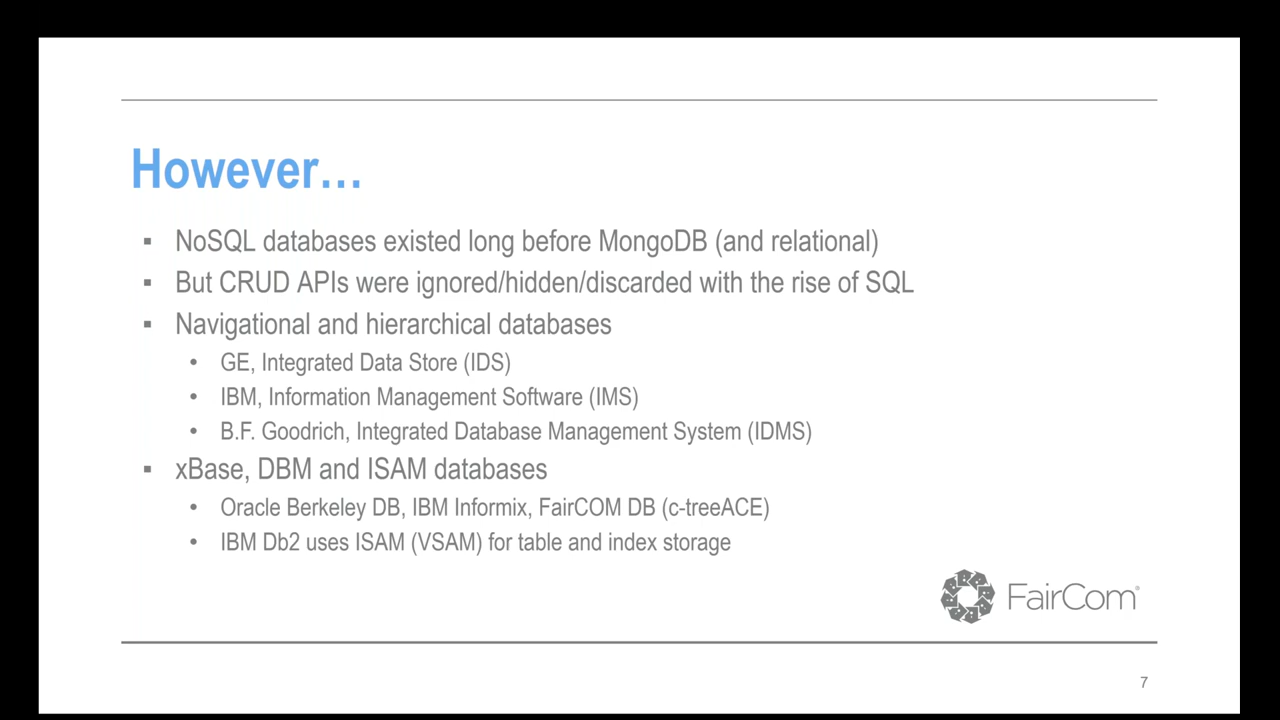 However…
▪ NoSQL databases existed long before MongoDB (and relational)
▪ But CRUD APIs were ignored/hidden/discarded with the rise of SQL
▪ Navigational and hierarchical databases
• GE, Integrated Data Store (IDS)
• IBM, Information Management Software (IMS)
• B.F. Goodrich, Integrated Database Management System (IDMS)
▪ xBase, DBM and ISAM databases
• Oracle Berkeley DB, IBM Informix, FairCOM DB (c-treeACE)
• IBM Db2 uses ISAM (VSAM) for table and index storage
FairCom®
7